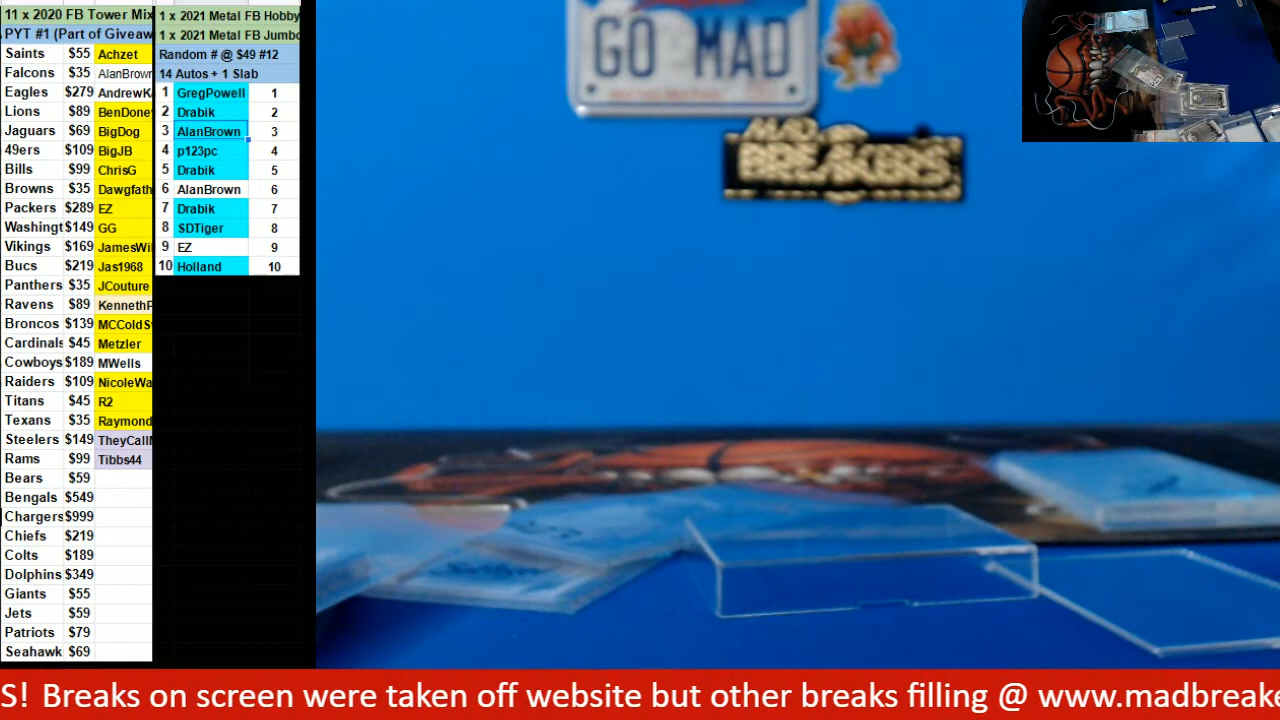 11 x 2020 FB Tower Mix
PYT #1 (Part of Giveaw
Saints $55 Achzet
Falcons $35 AlanBrown
Eagles $279 AndrewK
Lions $89 BenDoney
Jaguars $69 BigDog
49ers $109 BigJB
Bills $99 ChrisG
Browns $35 Dawgfath
Packers $289 EZ
Washingt $149 GG
Vikings $169 JamesWil
Bucs $219 Jas1968
Panthers $35 JCouture
Ravens $89 KennethP
Broncos $139 MCColdS
Cardinals $45 Metzler
Cowboys $189 MWells
Raiders $109 NicoleWa
Titans $45 R2
Texans $35 Raymond
Steelers $149 TheyCall
Rams $99 Tibbs44
Bears $59
Bengals $549
Chargers $999
Chiefs $219
Colts $189
Dolphins $349
Giants $55
Jets $59
Patriots $79
Seahawk $69
1 x 2021 Metal FB Hobby
1 x 2021 Metal FB Jumbo
Random # @ $49 #12
14 Autos + 1 Slab
1 GregPowell 1
2 Drabik 2
3 AlanBrown 3
4 p123pc 4
5 Drabik 5
6 AlanBrown 6
7 Drabik 7
8 SDTiger 8
9 EZ 9
10 Holland 10
GO MAD
MAD
BREAKERS
S! Breaks on screen were taken off website but other breaks filling @ www.madbreake